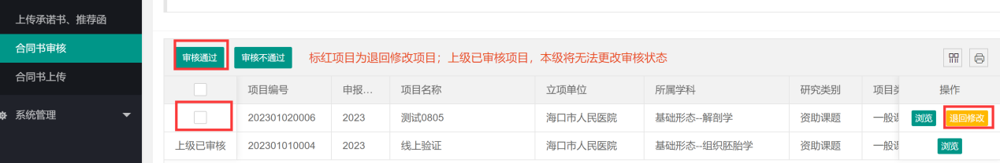 上传承诺书、推荐函
合同书审核
合同书上传
系统管理
审核通过 审核不通过 标红项目为退回修改项目；上级已审核项目，本级将无法更改审核状态
项目编号 申报... 项目名称 立项单位 所属学科 研究类别 项目类 操作
202301020006 2023 测试0805 海口市人民医院 基础形态--解剖学 资助课题 一般课 浏览 退回修改
上级已审核 202301010004 2023 线上验证 海口市人民医院 基础形态--组织胚胎学 资助课题 一般课 浏览